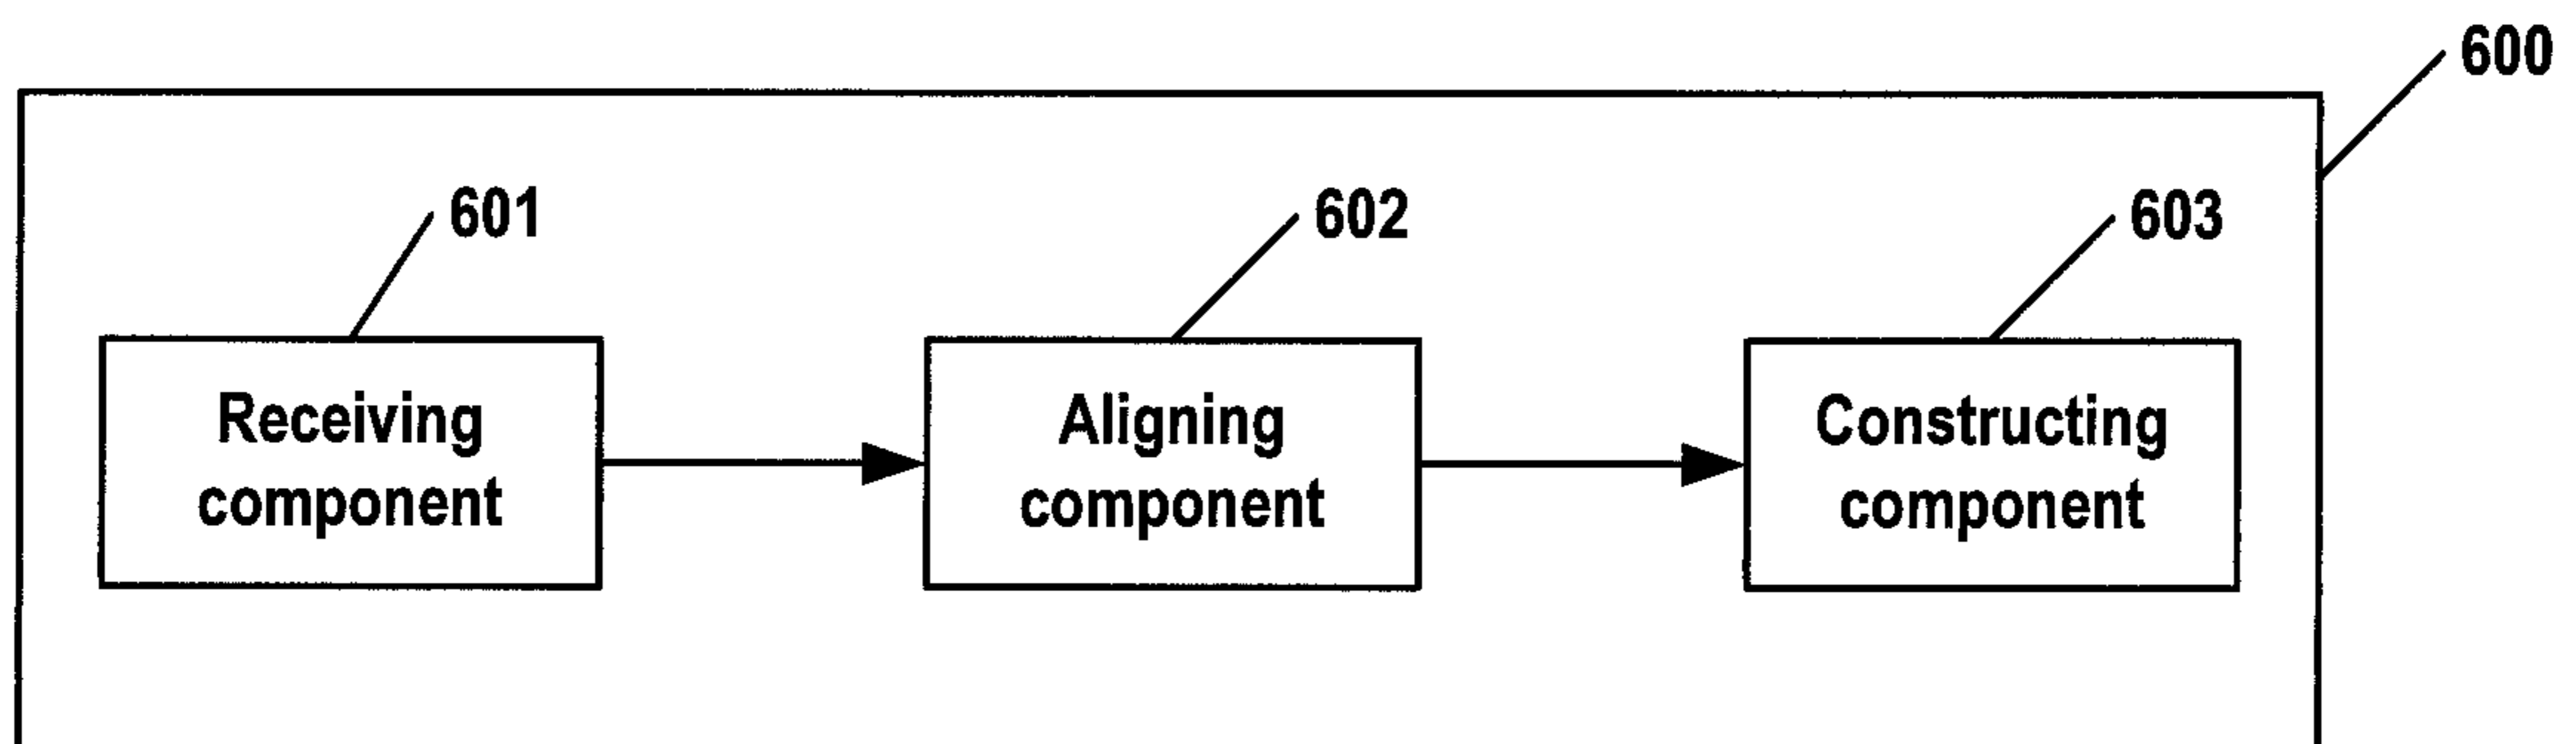 600
601
602
603
Receiving
component
Aligning
component
Constructing
component